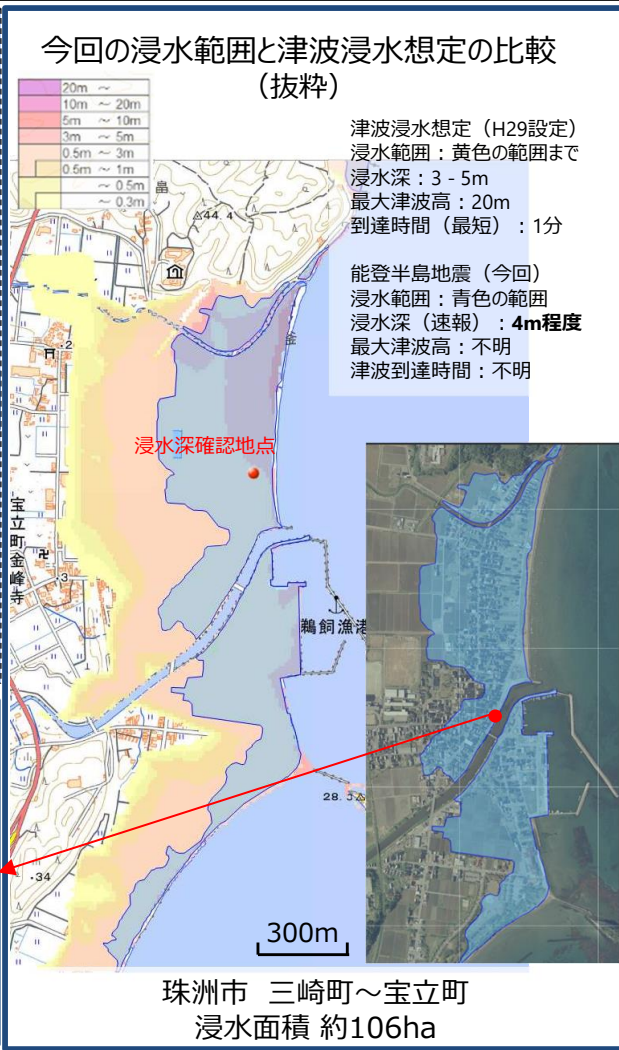 今回の浸水範囲と津波浸水想定の比較
(抜粋)
20m ～
10m ～ 20m
5m ～ 10m
3m ～ 5m
0.5m ～ 3m
0.5m ～ 1m
～ 0.5m
～ 0.3m
津波浸水想定（H29設定）
浸水範囲：黄色の範囲まで
浸水深：3 - 5m
最大津波高：20m
到達時間（最短）：1分
能登半島地震（今回）
浸水範囲：青色の範囲
浸水深（速報）：4m程度
最大津波高：不明
津波到達時間：不明
44.4
2
浸水深確認地点
宝立町金峰寺
3
鵜飼漁港
28.3
34
300m
珠洲市 三崎町～宝立町
浸水面積 約106ha